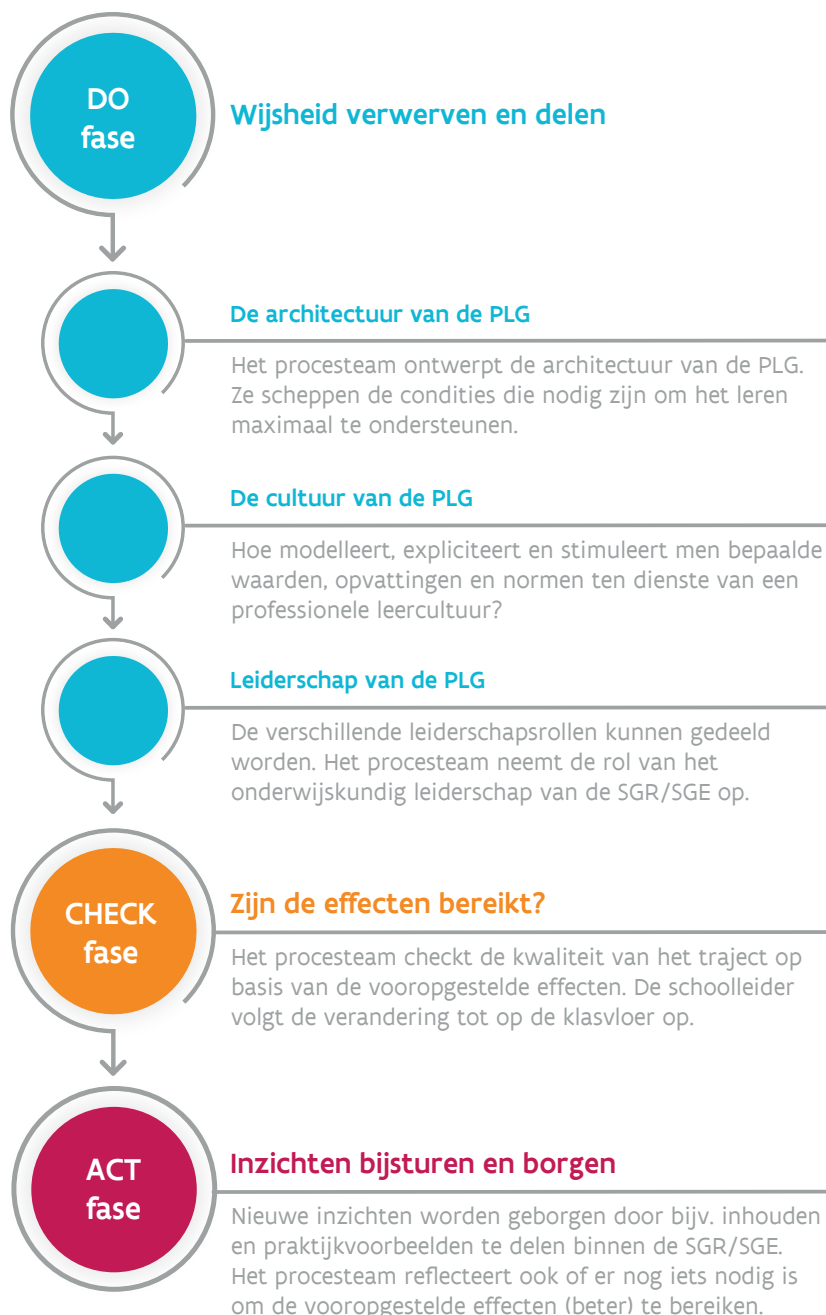 DO
fase
Wijsheid verwerven en delen
De architectuur van de PLG
Het procesteam ontwerpt de architectuur van de PLG.
Ze scheppen de condities die nodig zijn om het leren
maximaal te ondersteunen.
De cultuur van de PLG
Hoe modelleert, expliciteert en stimuleert men bepaalde
waarden, opvattingen en normen ten dienste van een
professionele leercultuur?
Leiderschap van de PLG
De verschillende leiderschapsrollen kunnen gedeeld
worden. Het procesteam neemt de rol van het
onderwijskundig leiderschap van de SGR/SGE op.
CHECK
fase
Zijn de effecten bereikt?
Het procesteam checkt de kwaliteit van het traject op
basis van de vooropgestelde effecten. De schoolleider
volgt de verandering tot op de klasvloer op.
ACT
fase
Inzichten bijsturen en borgen
Nieuwe inzichten worden geborgen door bijv. inhouden
en praktijkvoorbeelden te delen binnen de SGR/SGE.
Het procesteam reflecteert ook of er nog iets nodig is
om de vooropgestelde effecten (beter) te bereiken.